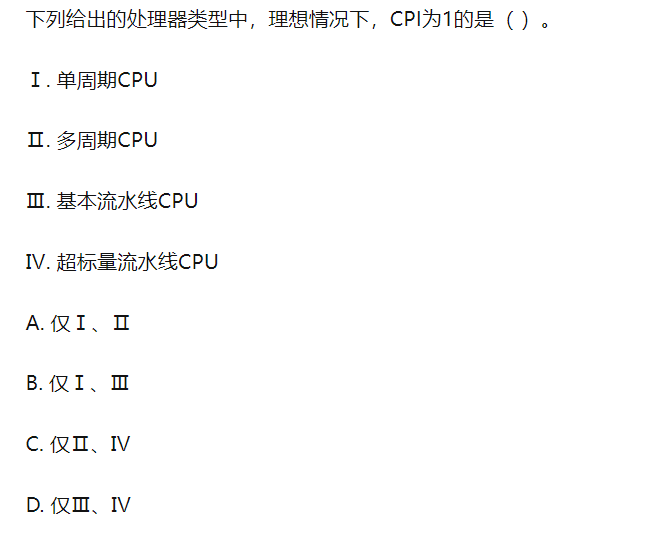 下列给出的处理器类型中，理想情况下，CPI为1的是（ ）。
Ⅰ. 单周期CPU
Ⅱ. 多周期CPU
Ⅲ. 基本流水线CPU
Ⅳ. 超标量流水线CPU
A. 仅Ⅰ、Ⅱ
B. 仅Ⅰ、Ⅲ
C. 仅Ⅱ、Ⅳ
D. 仅Ⅲ、Ⅳ